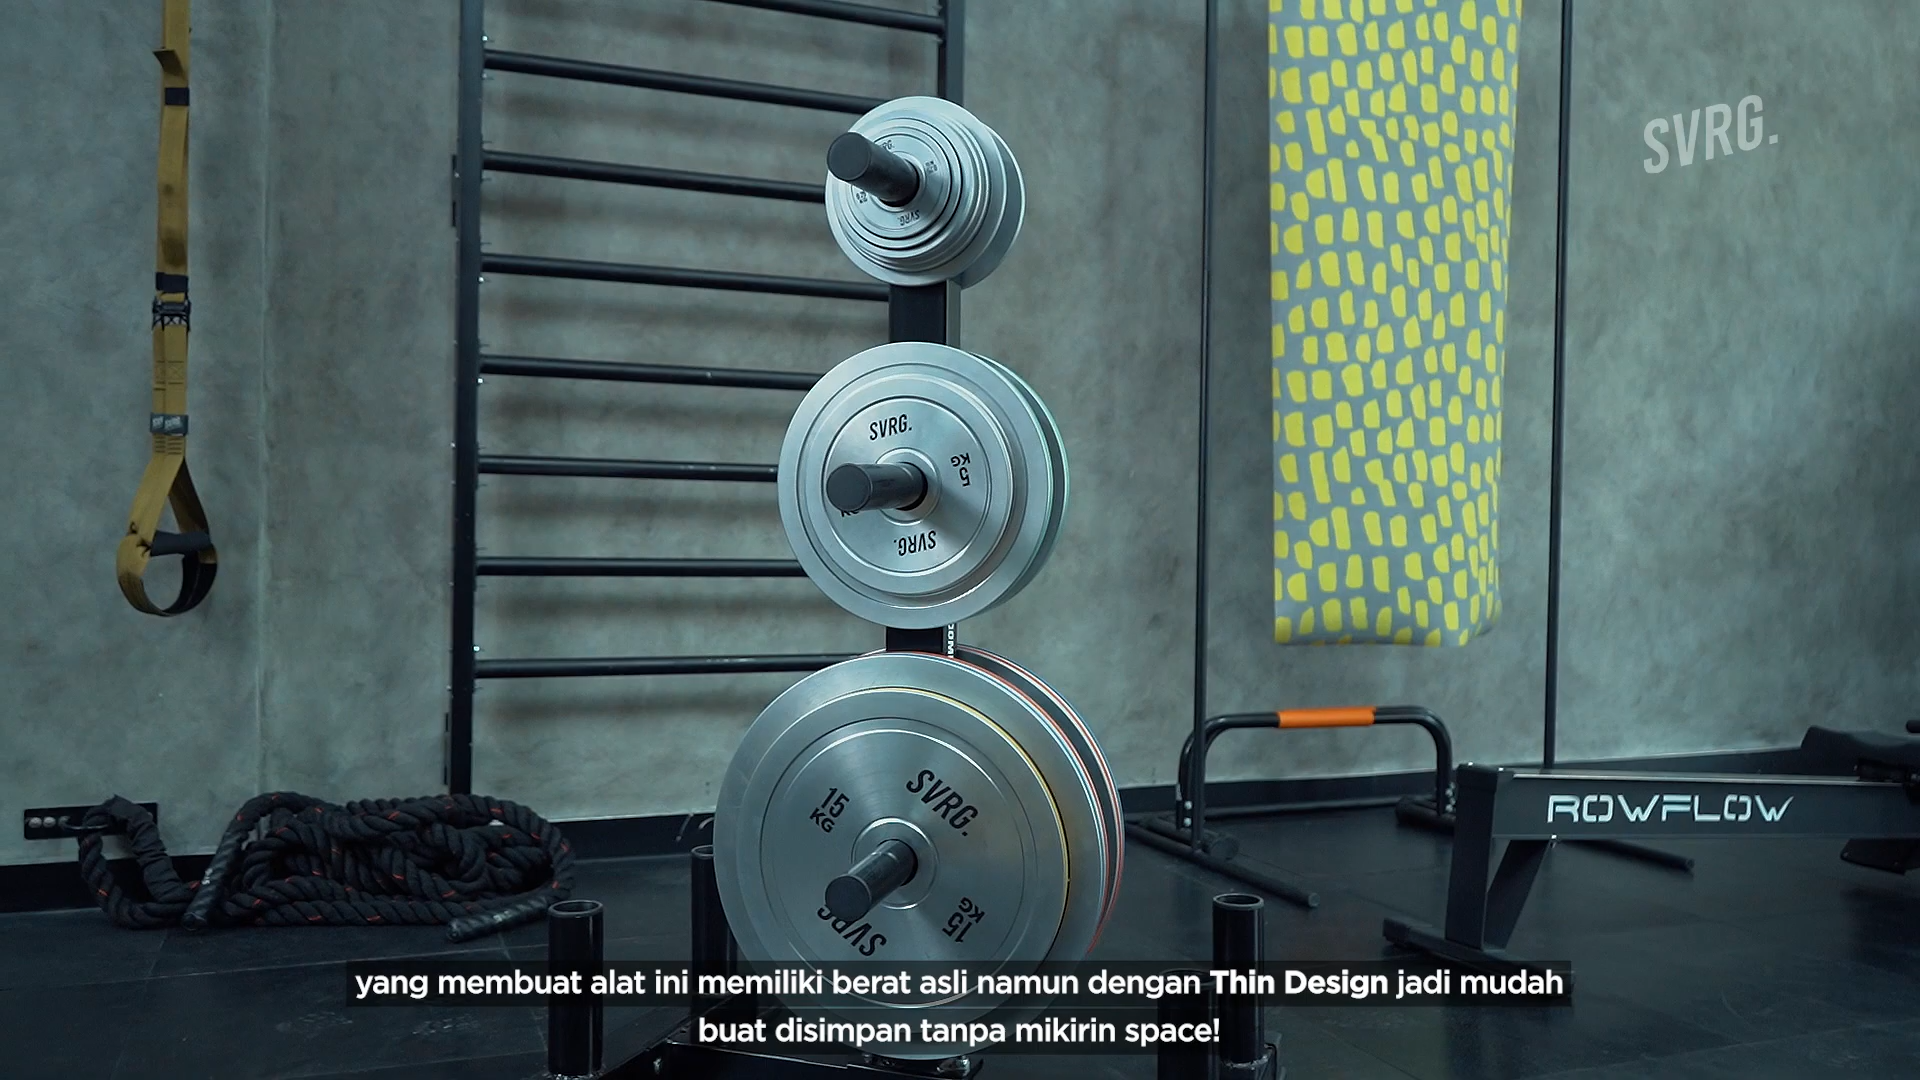 SVRG.
SVRG.
5
KG
SVRG.
SVRG.
15
KG
15
KG
SVRG
ROWFLOW
yang membuat alat ini memiliki berat asli namun dengan Thin Design jadi mudah
buat disimpan tanpa mikirin space!